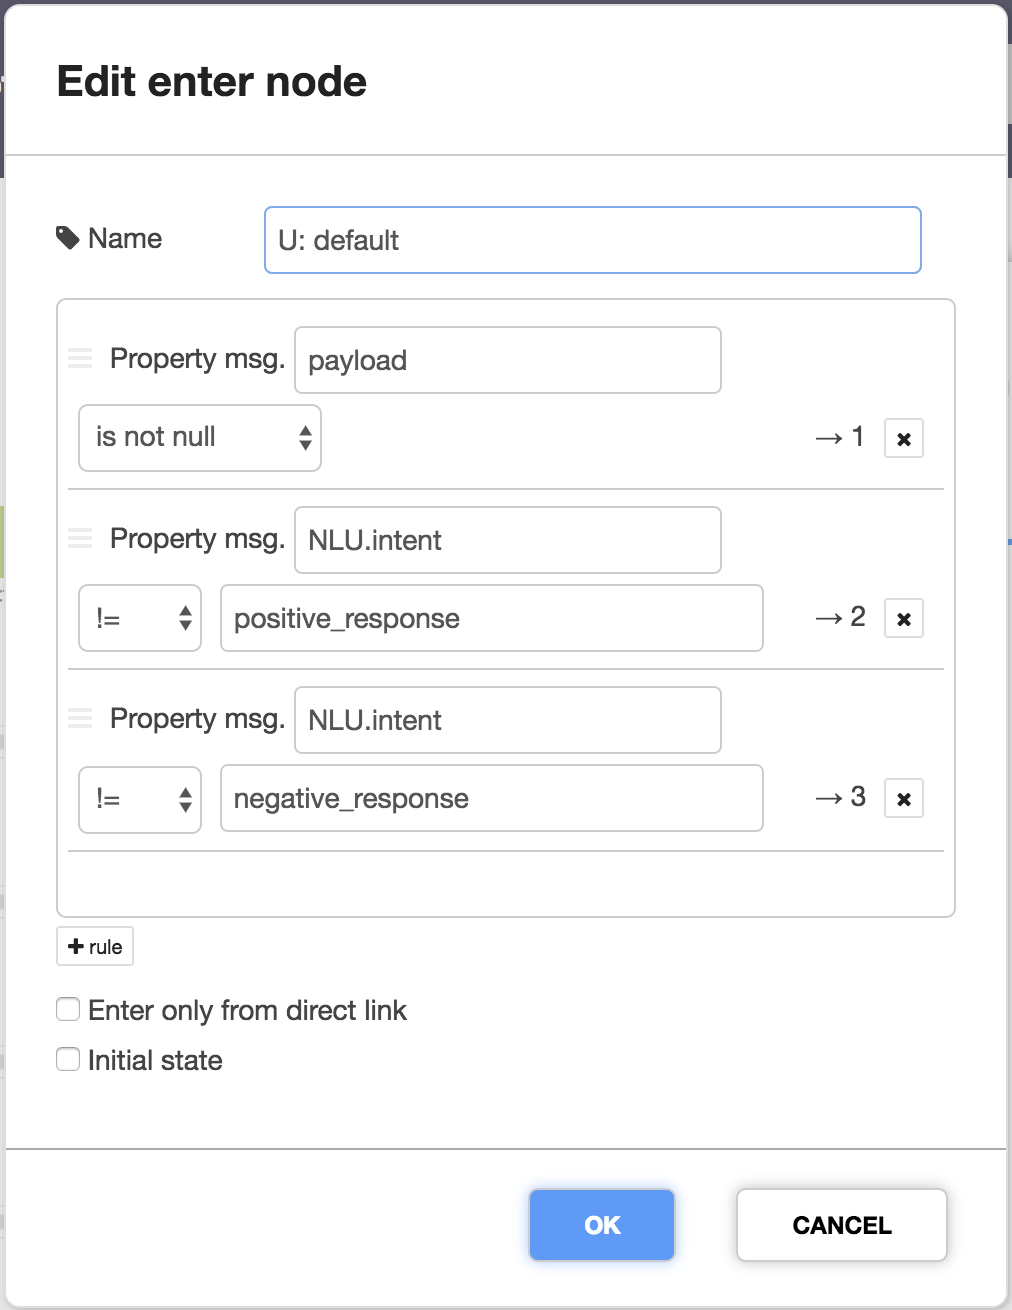 Edit enter node
Name
U: default
Property msg. payload
is not null → 1
Property msg. NLU.intent
!= positive_response → 2
Property msg. NLU.intent
!= negative_response → 3
rule
Enter only from direct link
Initial state
OK CANCEL